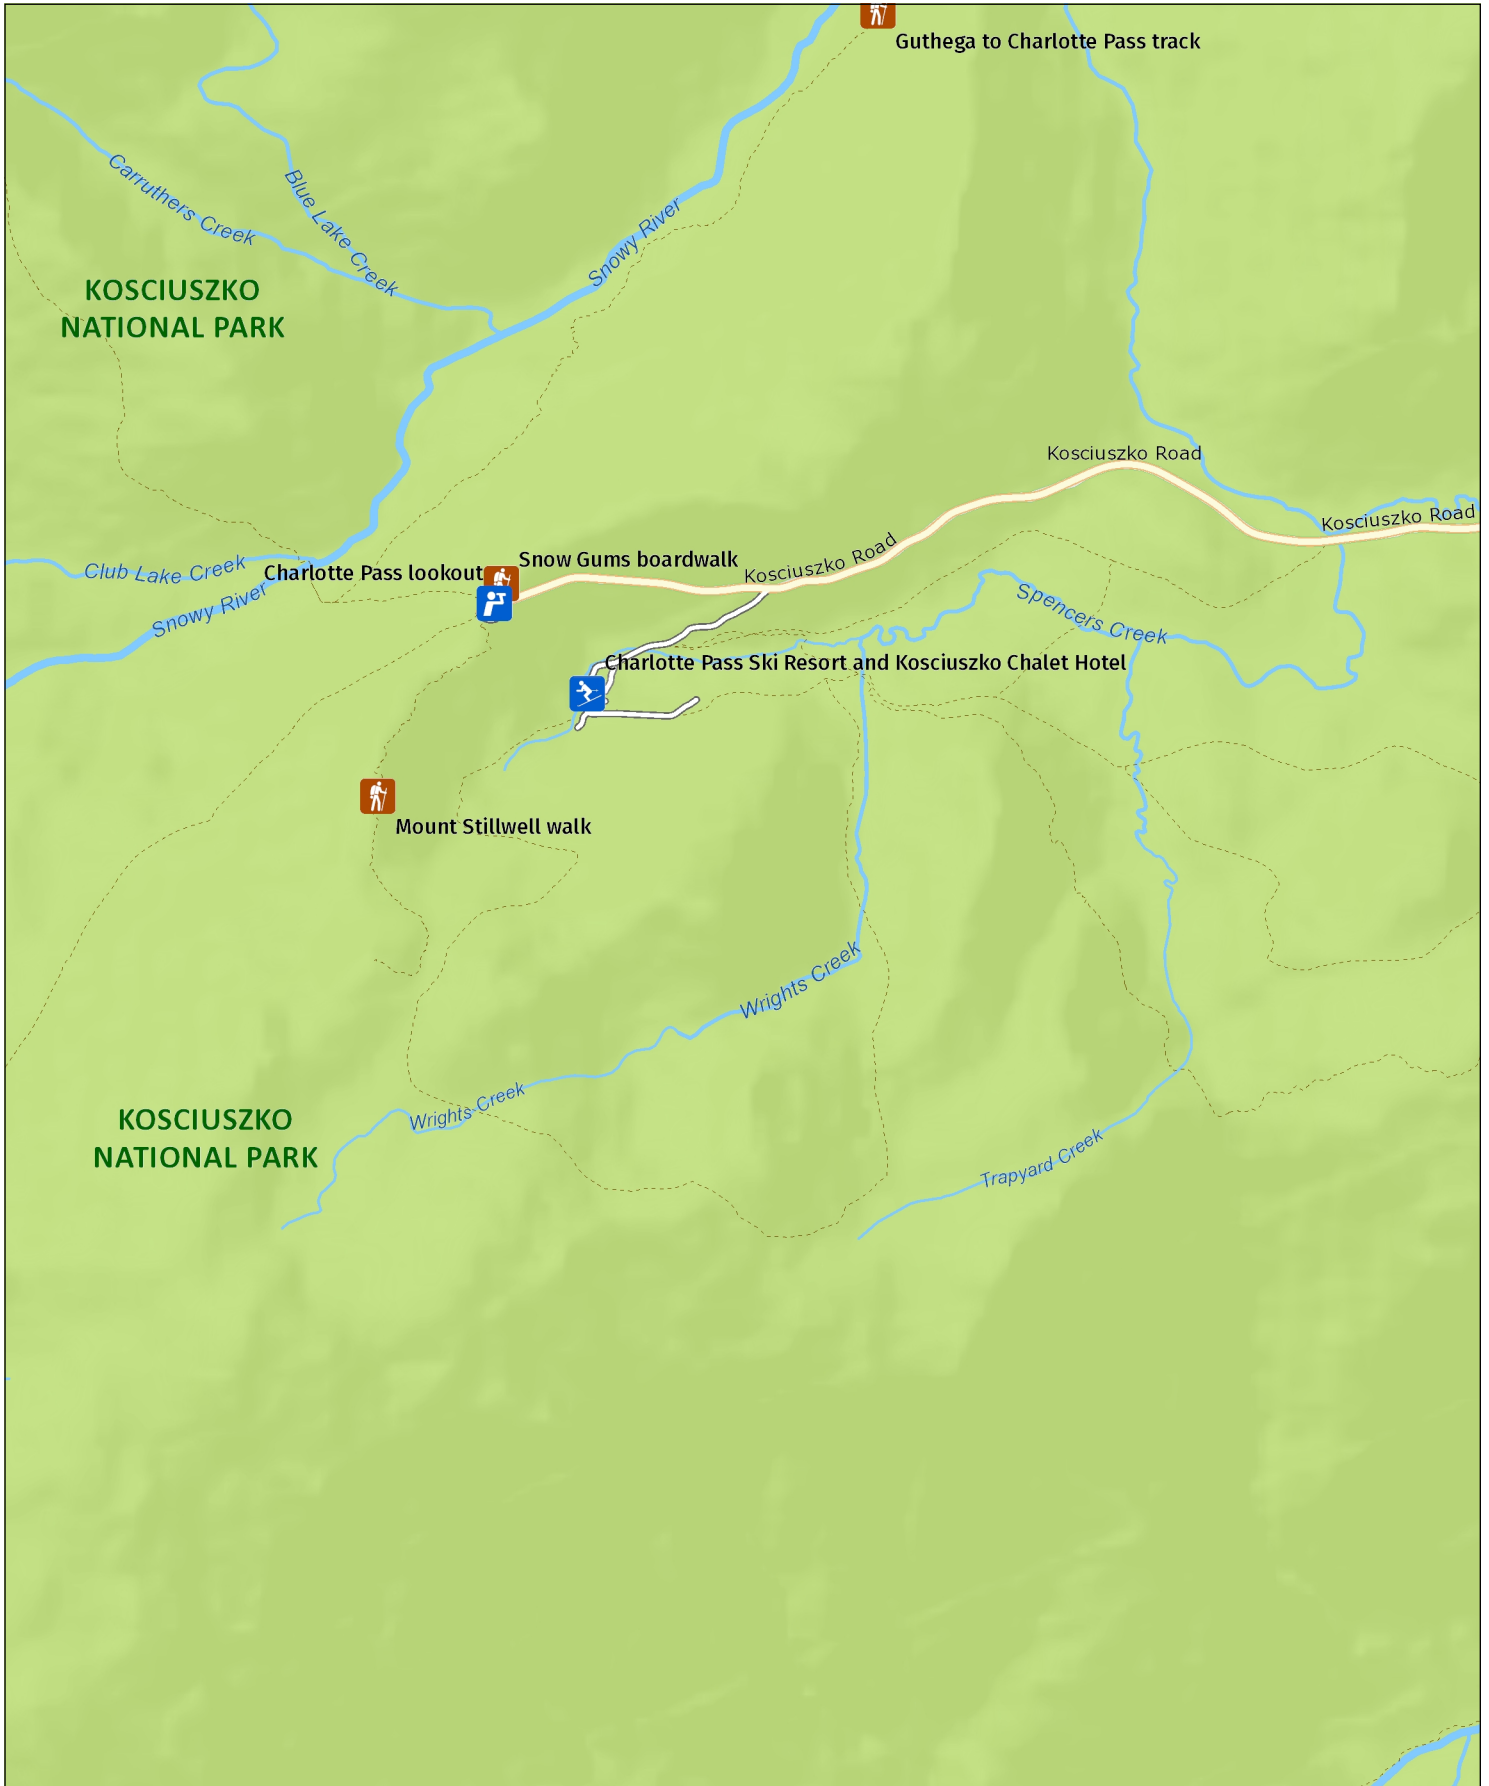 Guthega to Charlotte Pass track
Carruthers Creek
Blue Lake Creek
Snowy River
KOSCIUSZKO
NATIONAL PARK
Kosciuszko Road
Kosciuszko Road
Kosciuszko Road
Snow Gums boardwalk
Charlotte Pass lookout
Club Lake Creek
Snowy River
Spencers Creek
Charlotte Pass Ski Resort and Kosciuszko Chalet Hotel
Mount Stillwell walk
Wrights Creek
Wrights Creek
KOSCIUSZKO
NATIONAL PARK
Trapyard Creek